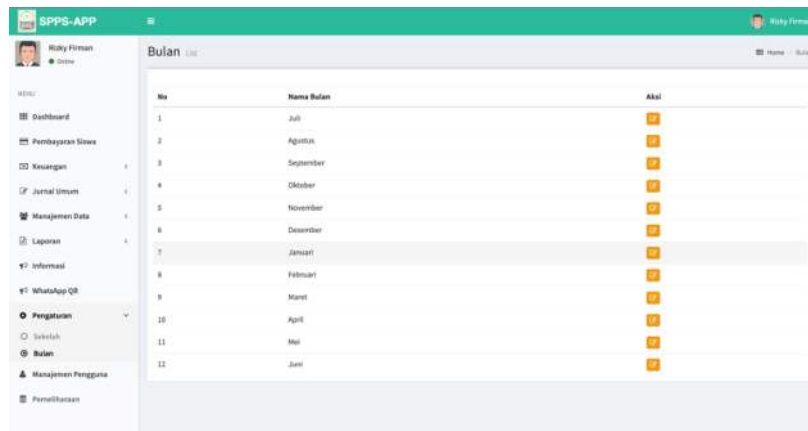 SPPS-APP
Rizky Firman
Rizky Firman
Online
Bulan List
Home
MENU
Dashboard
Pembayaran Siswa
Keuangan
Jurnal Umum
Manajemen Data
Laporan
Informasi
WhatsApp QR
Pengaturan
Sekolah
Bulan
Manajemen Pengguna
Pemeliharaan
No Nama Bulan Aksi
1 Juli
2 Agustus
3 September
4 Oktober
5 November
6 Desember
7 Januari
8 Februari
9 Maret
10 April
11 Mei
12 Juni